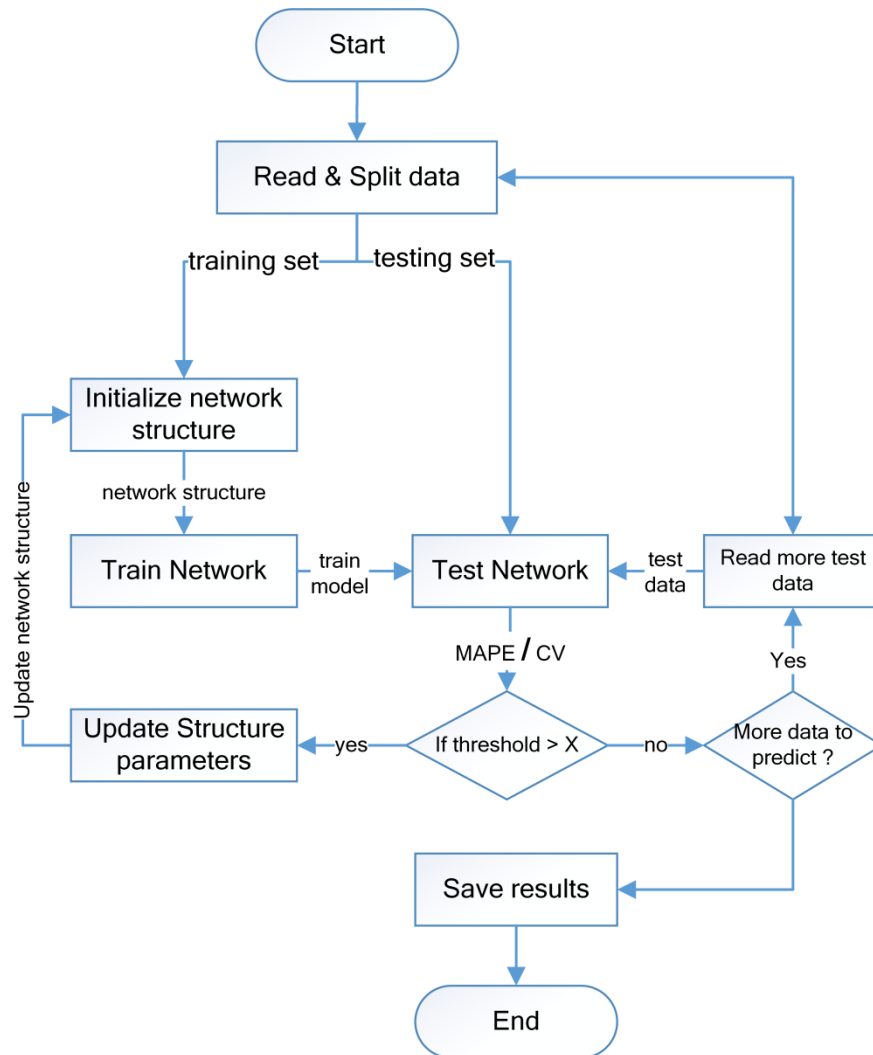 Start
Read & Split data
training set
testing set
Initialize network
structure
network structure
Update network structure
Train Network
train
model
Test Network
test
data
Read more test
data
MAPE / CV
Yes
Update Structure
parameters
yes
If threshold > X
no
More data to
predict ?
Save results
End